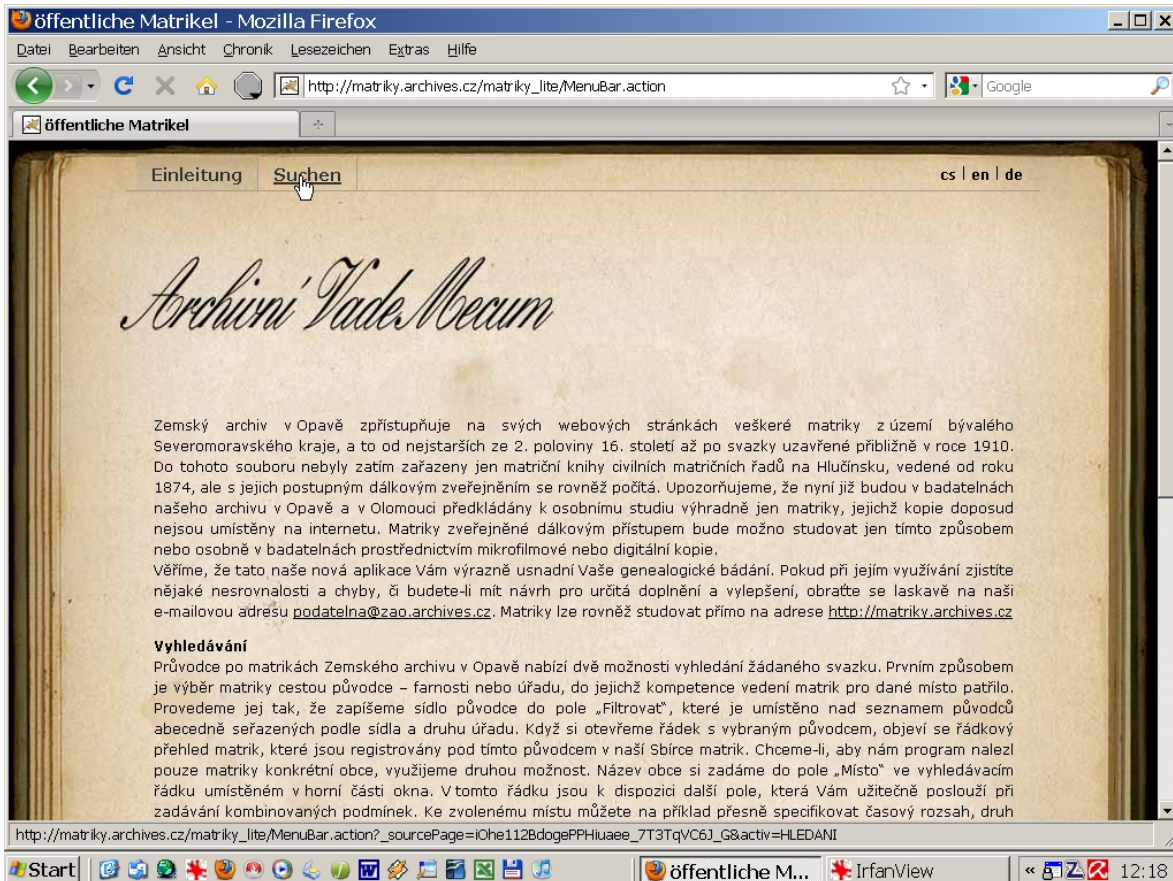 öffentliche Matrikel - Mozilla Firefox
Datei Bearbeiten Ansicht Chronik Lesezeichen Extras Hilfe
http://matriky.archives.cz/matriky_lite/MenuBar.action
Google
öffentliche Matrikel
Einleitung Suchen cs | en | de
Archivní VadeMecum
Zemský archiv v Opavě zpřístupňuje na svých webových stránkách veškeré matriky z území bývalého
Severomoravského kraje, a to od nejstarších ze 2. poloviny 16. století až po svazky uzavřené přibližně v roce 1910.
Do tohoto souboru nebyly zatím zařazeny jen matriční knihy civilních matričních řadů na Hlučínsku, vedené od roku
1874, ale s jejich postupným dálkovým zveřejněním se rovněž počítá. Upozorňujeme, že nyní již budou v badatelnách
našeho archivu v Opavě a v Olomouci předkládány k osobnímu studiu výhradně jen matriky, jejichž kopie doposud
nejsou umístěny na internetu. Matriky zveřejněné dálkovým přístupem bude možno studovat jen tímto způsobem
nebo osobně v badatelnách prostřednictvím mikrofilmové nebo digitální kopie.
Věříme, že tato naše nová aplikace Vám výrazně usnadní Vaše genealogické bádání. Pokud při jejím využívání zjistíte
nějaké nesrovnalosti a chyby, či budete-li mít návrh pro určitá doplnění a vylepšení, obraťte se laskavě na naši
e-mailovou adresu podatelna@zao.archives.cz. Matriky lze rovněž studovat přímo na adrese http://matriky.archives.cz
Vyhledávání
Průvodce po matrikách Zemského archivu v Opavě nabízí dvě možnosti vyhledání žádaného svazku. Prvním způsobem
je výběr matriky cestou původce – farnosti nebo úřadu, do jejichž kompetence vedení matrik pro dané místo patřilo.
Provedeme jej tak, že zapíšeme sídlo původce do pole „Filtrovat", které je umístěno nad seznamem původců
abecedně seřazených podle sídla a druhu úřadu. Když si otevřeme řádek s vybraným původcem, objeví se řádkový
přehled matrik, které jsou registrovány pod tímto původcem v naší Sbírce matrik. Chceme-li, aby nám program nalezl
pouze matriky konkrétní obce, využijeme druhou možnost. Název obce si zadáme do pole „Místo" ve vyhledávacím
řádku umístěném v horní části okna. V tomto řádku jsou k dispozici další pole, která Vám užitečně poslouží při
zadávání kombinovaných podmínek. Ke zvolenému místu můžete na příklad přesně specifikovat časový rozsah, druh
http://matriky.archives.cz/matriky_lite/MenuBar.action?_sourcePage=iOhe112BdogePPHiuaee_7T3TqVC6J_G&activ=HLEDANI
Start öffentliche M... IrfanView « 12:18